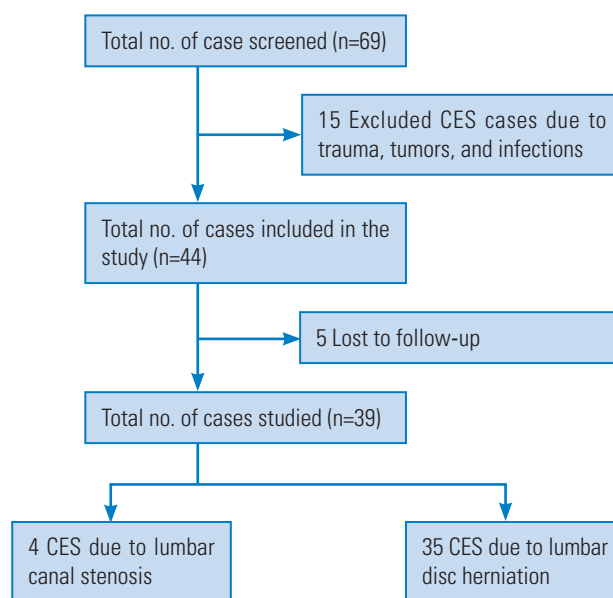 Total no. of case screened (n=69)
15 Excluded CES cases due to
trauma, tumors, and infections
Total no. of cases included in the
study (n=44)
5 Lost to follow-up
Total no. of cases studied (n=39)
4 CES due to lumbar
canal stenosis
35 CES due to lumbar
disc herniation